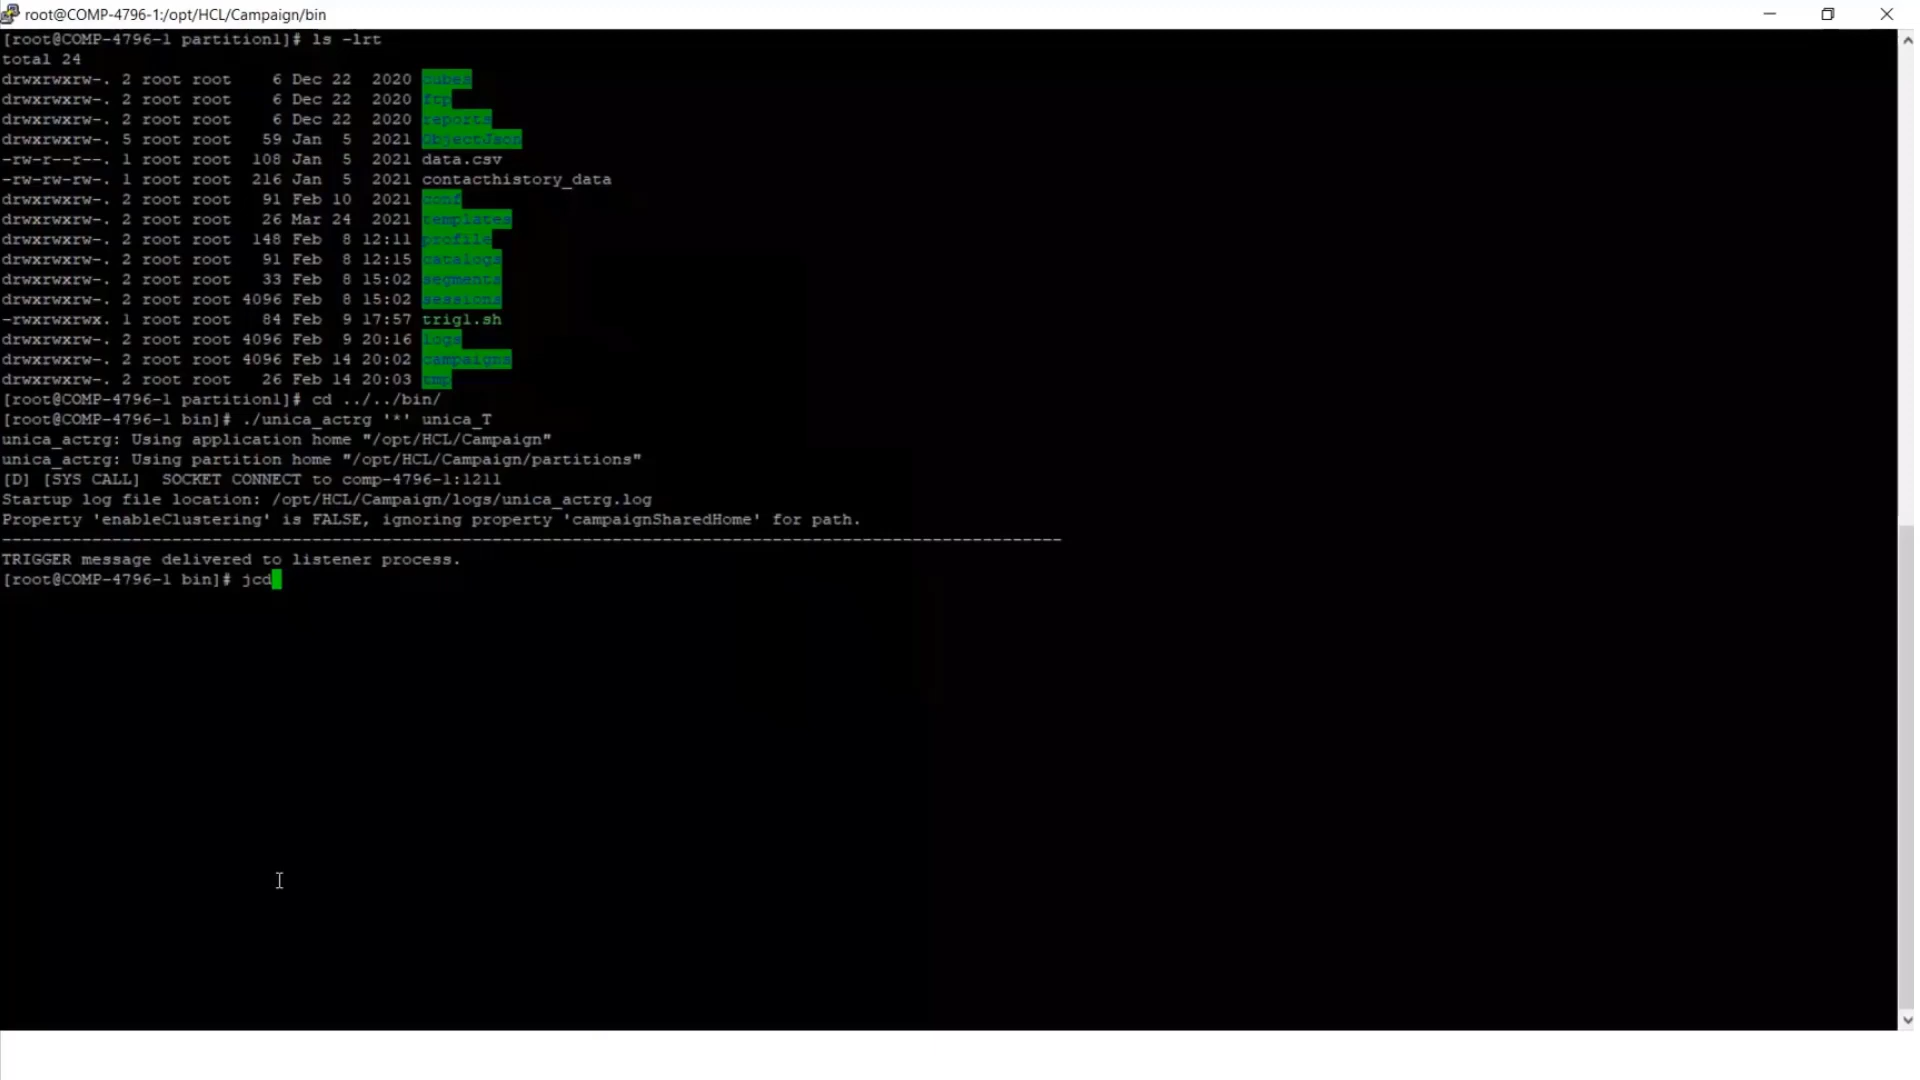 root@COMP-4796-1:/opt/HCL/Campaign/bin
[root@COMP-4796-1 partition1]# ls -lrt
total 24
drwxrwxrw-. 2 root root 6 Dec 22 2020 cubes
drwxrwxrw-. 2 root root 6 Dec 22 2020 ftp
drwxrwxrw-. 2 root root 6 Dec 22 2020 reports
drwxrwxrw-. 5 root root 59 Jan 5 2021 ObjectJson
-rw-r--r--. 1 root root 108 Jan 5 2021 data.csv
-rw-rw-rw-. 1 root root 216 Jan 5 2021 contacthistory_data
drwxrwxrw-. 2 root root 91 Feb 10 2021 conf
drwxrwxrw-. 2 root root 26 Mar 24 2021 templates
drwxrwxrw-. 2 root root 148 Feb 8 12:11 profile
drwxrwxrw-. 2 root root 91 Feb 8 12:15 catalogs
drwxrwxrw-. 2 root root 33 Feb 8 15:02 segments
drwxrwxrw-. 2 root root 4096 Feb 8 15:02 sessions
-rwxrwxrwx. 1 root root 84 Feb 9 17:57 trig1.sh
drwxrwxrw-. 2 root root 4096 Feb 9 20:16 logs
drwxrwxrw-. 2 root root 4096 Feb 14 20:02 campaigns
drwxrwxrw-. 2 root root 26 Feb 14 20:03 tmp
[root@COMP-4796-1 partition1]# cd ../../bin/
[root@COMP-4796-1 bin]# ./unica_actrg '*' unica_T
unica_actrg: Using application home "/opt/HCL/Campaign"
unica_actrg: Using partition home "/opt/HCL/Campaign/partitions"
[D] [SYS CALL] SOCKET CONNECT to comp-4796-1:1211
Startup log file location: /opt/HCL/Campaign/logs/unica_actrg.log
Property 'enableClustering' is FALSE, ignoring property 'campaignSharedHome' for path.
----------------------------------------------------------------------------------------------------------
TRIGGER message delivered to listener process.
[root@COMP-4796-1 bin]# jcd